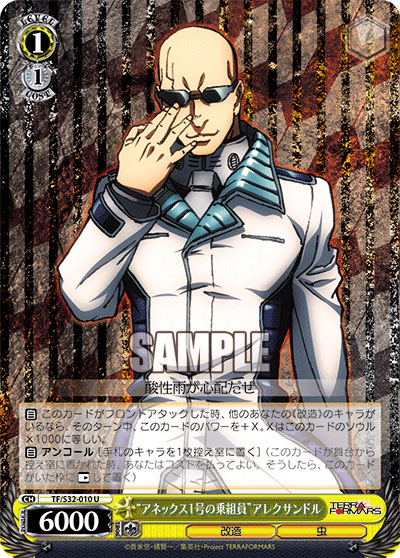 LEVEL
1
1
COST
SAMPLE
酸性雨が心配だぜ
自 このカードがフロントアタックした時、他のあなたの《改造》のキャラが
いるなら、そのターン中、このカードのパワーを＋X。Xはこのカードのソウル
×1000に等しい。
自 アンコール ［手札のキャラを1枚控え室に置く］ （このカードが舞台から
控え室に置かれた時、あなたはコストを払ってよい。そうしたら、このカード
がいた枠に 置く）
CH TF/S32-010 U
6000
POWER
“アネックス1号の乗組員”アレクサンドル
TERRAFORMARS
改造 虫
©貴家悠・橘賢一／集英社・Project TERRAFORMARS